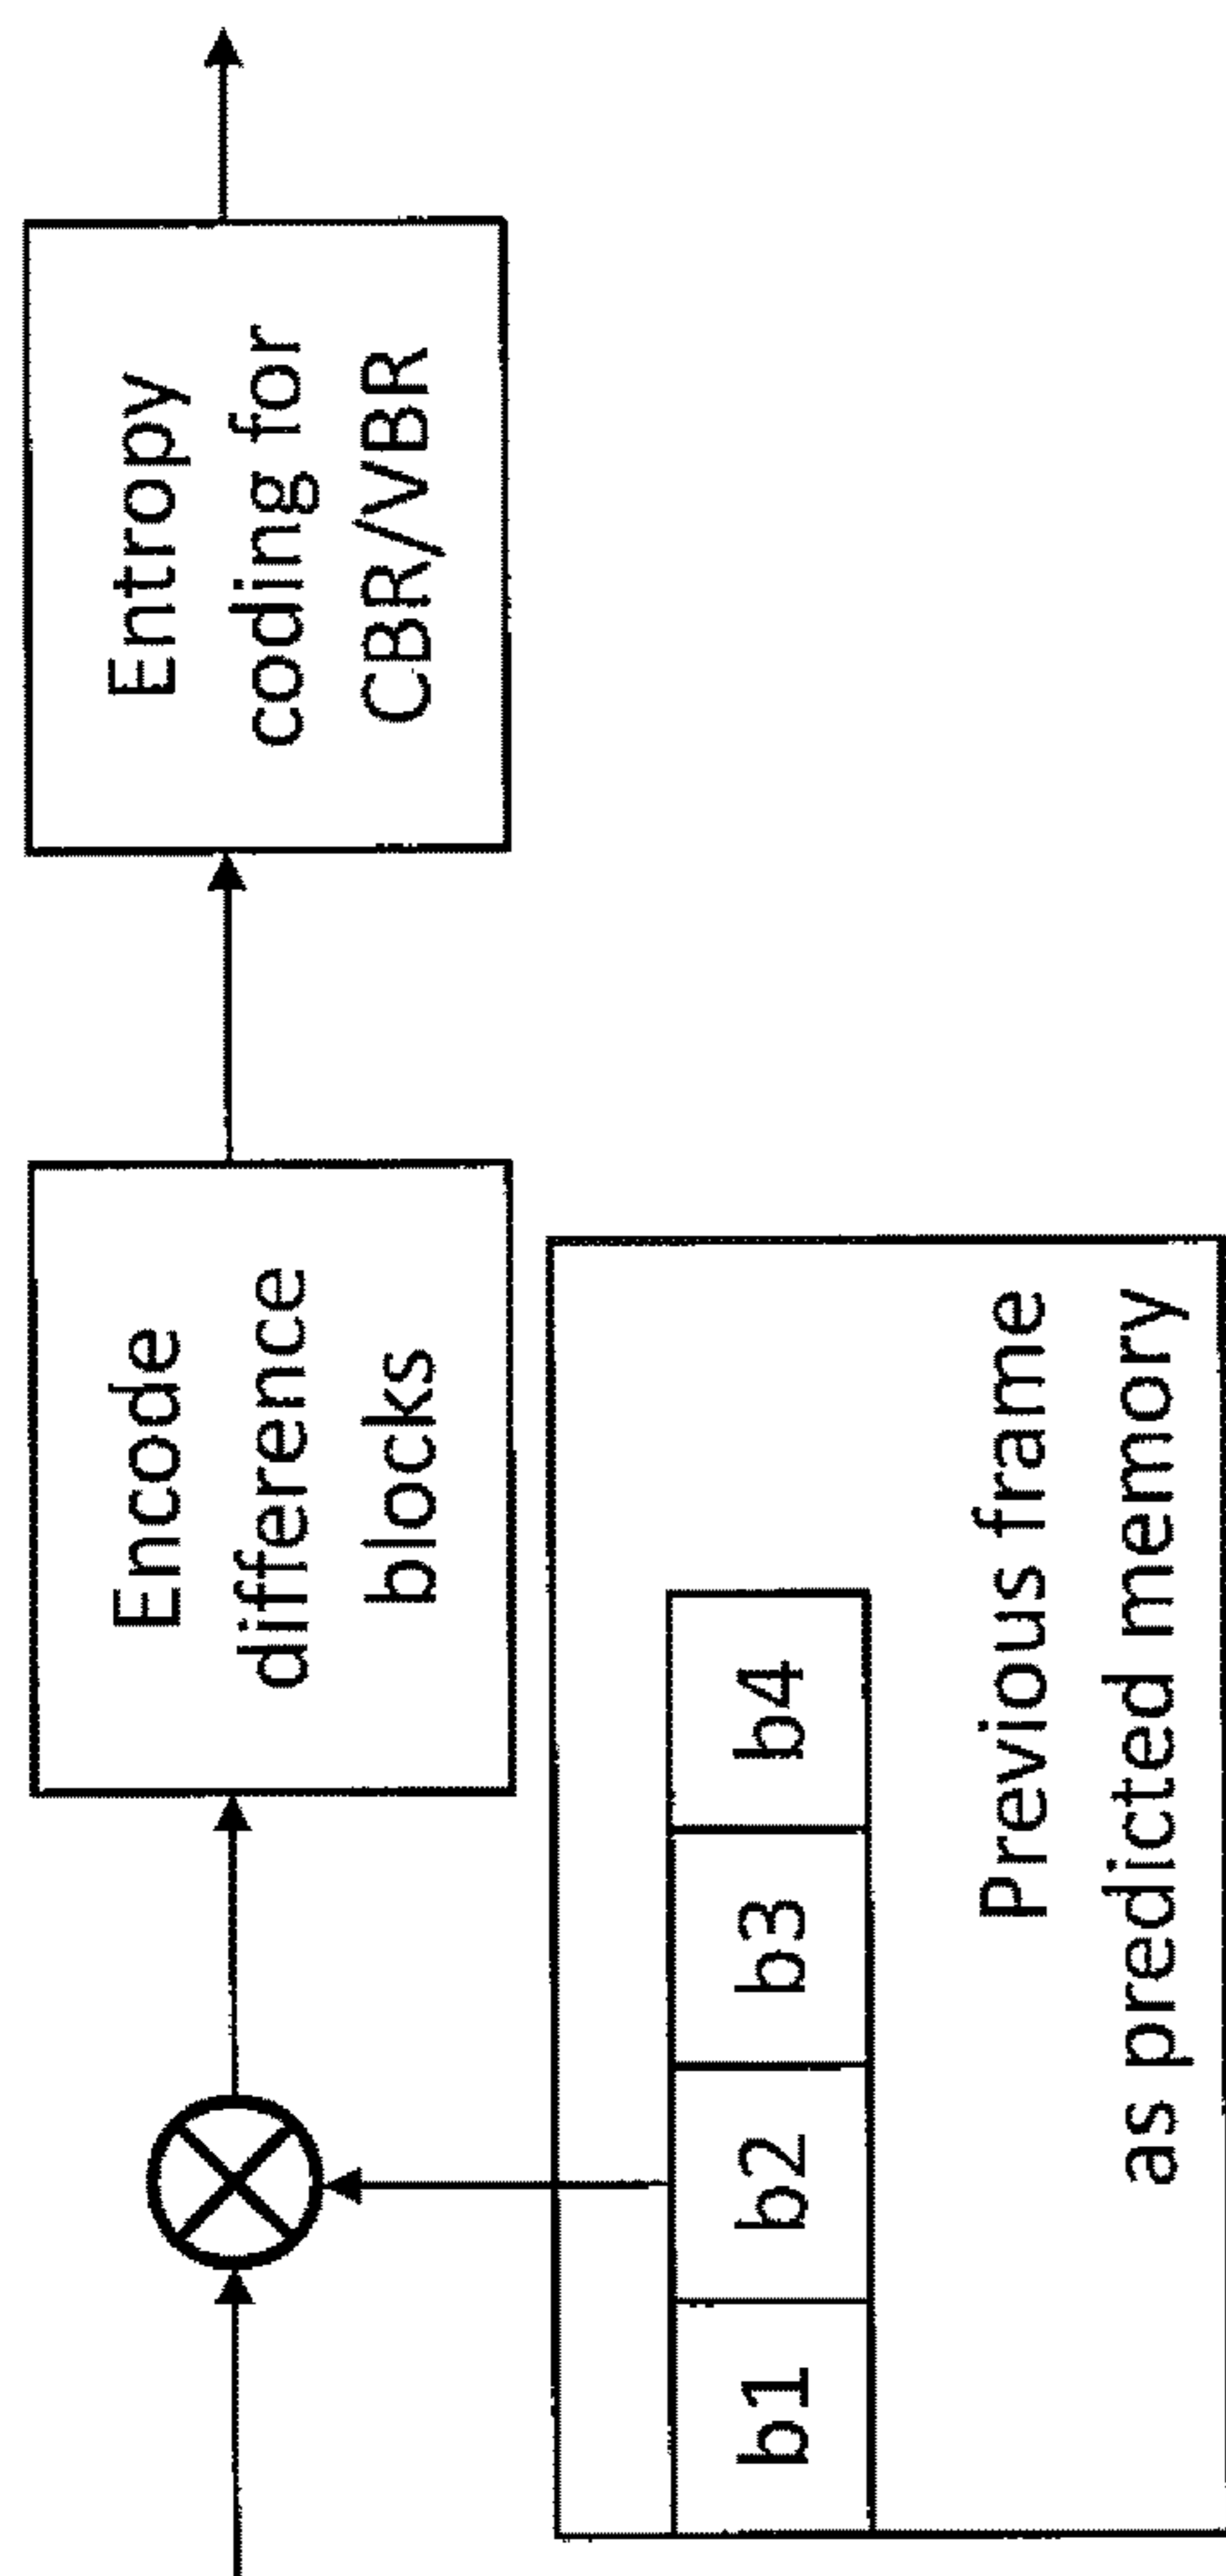 Encode
difference
blocks
Entropy
coding for
CBR/VBR
b1
b2
b3
b4
Previous frame
as predicted memory